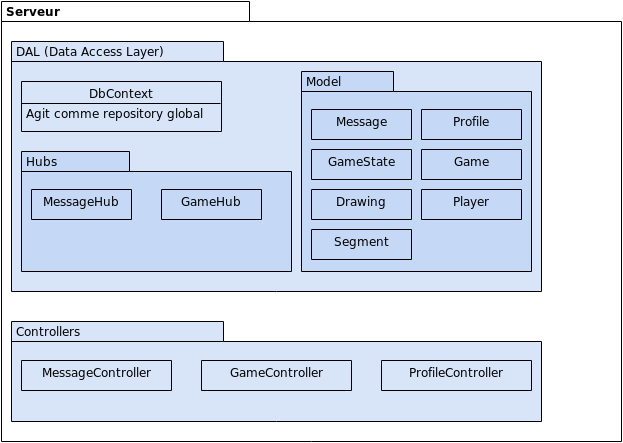 Serveur
DAL (Data Access Layer)
DbContext
Agit comme repository global
Hubs
MessageHub
GameHub
Model
Message
Profile
GameState
Game
Drawing
Player
Segment
Controllers
MessageController
GameController
ProfileController